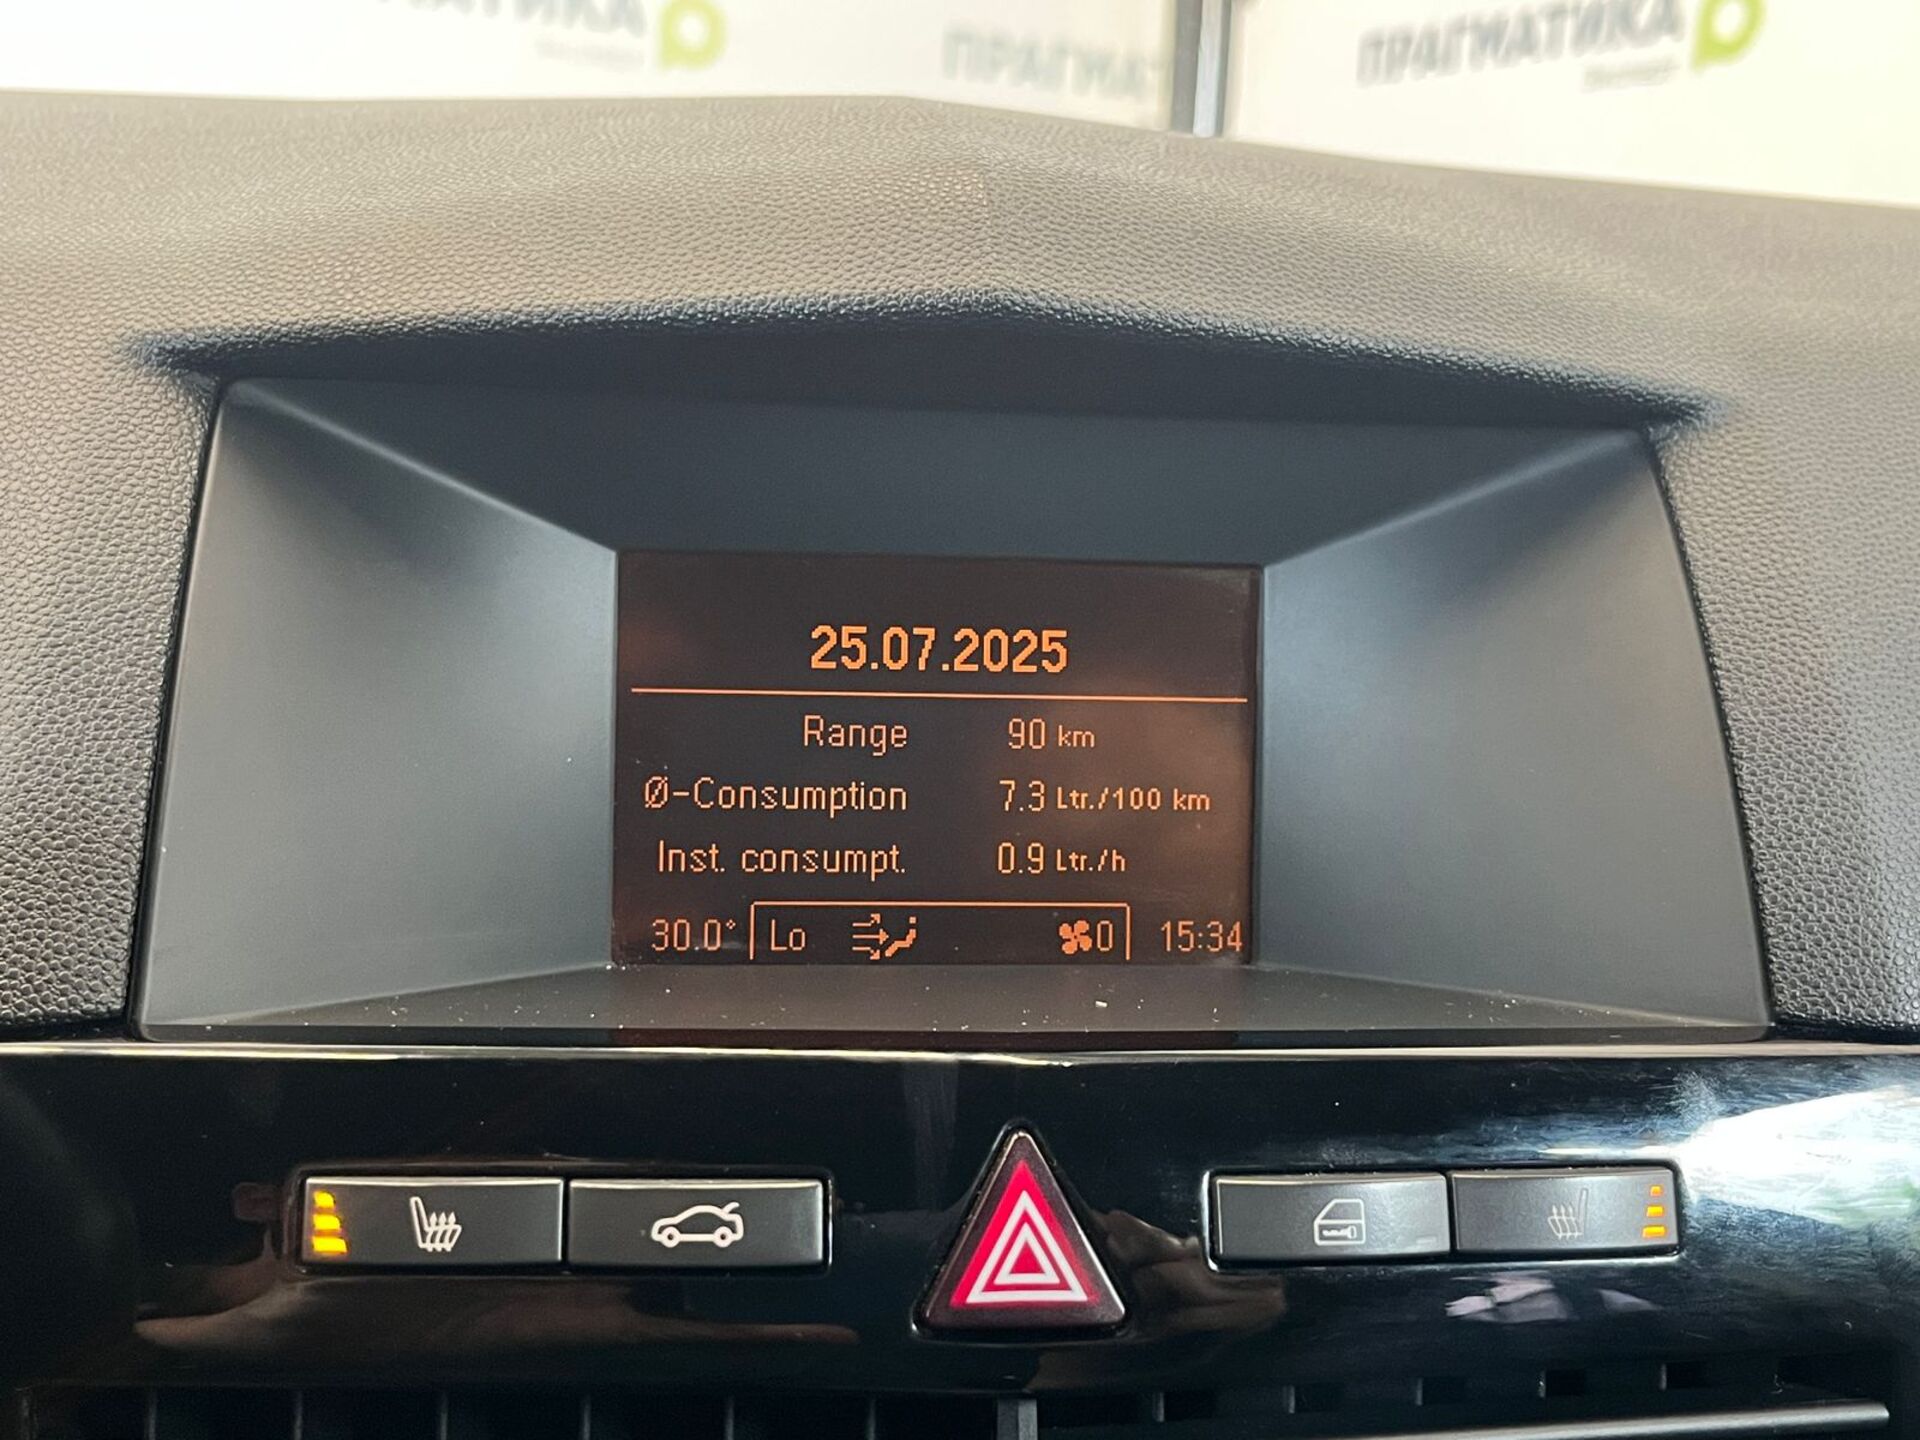 ПРАГМАТИКА
ПРАГМАТИКА
25.07.2025
Range 90 km
Ø-Consumption 7.3 Ltr./100 km
Inst. consumpt. 0.9 Ltr./h
30.0° Lo 0 15:34